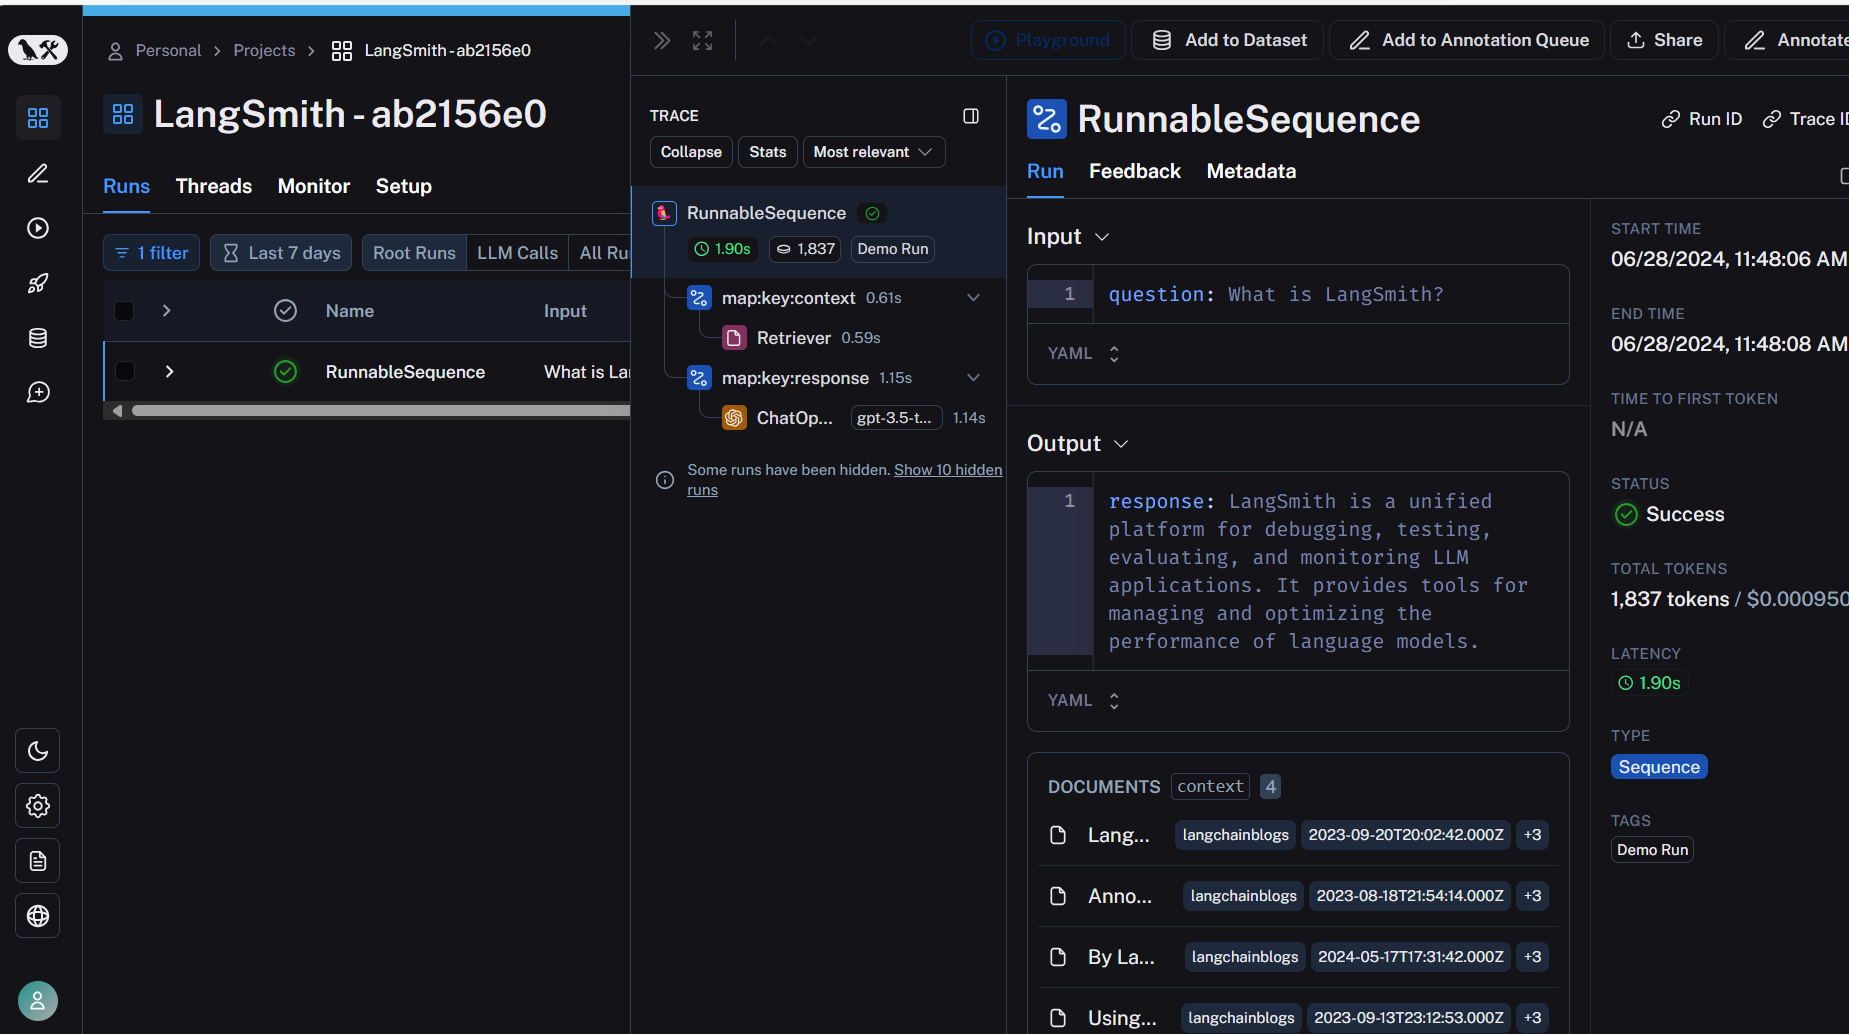 Personal > Projects > LangSmith - ab2156e0
LangSmith - ab2156e0
Runs Threads Monitor Setup
1 filter Last 7 days Root Runs LLM Calls All Ru
Name Input
RunnableSequence What is La
Playground Add to Dataset Add to Annotation Queue Share Annotate
TRACE
Collapse Stats Most relevant
RunnableSequence
1.90s 1,837 Demo Run
map:key:context 0.61s
Retriever 0.59s
map:key:response 1.15s
ChatOp... gpt-3.5-t... 1.14s
Some runs have been hidden. Show 10 hidden
runs
RunnableSequence
Run ID Trace ID
Run Feedback Metadata
Input
1 question: What is LangSmith?
YAML
Output
1 response: LangSmith is a unified
platform for debugging, testing,
evaluating, and monitoring LLM
applications. It provides tools for
managing and optimizing the
performance of language models.
YAML
DOCUMENTS context 4
Lang... langchainblogs 2023-09-20T20:02:42.000Z +3
Anno... langchainblogs 2023-08-18T21:54:14.000Z +3
By La... langchainblogs 2024-05-17T17:31:42.000Z +3
Using... langchainblogs 2023-09-13T23:12:53.000Z +3
START TIME
06/28/2024, 11:48:06 AM
END TIME
06/28/2024, 11:48:08 AM
TIME TO FIRST TOKEN
N/A
STATUS
Success
TOTAL TOKENS
1,837 tokens / $0.000950
LATENCY
1.90s
TYPE
Sequence
TAGS
Demo Run